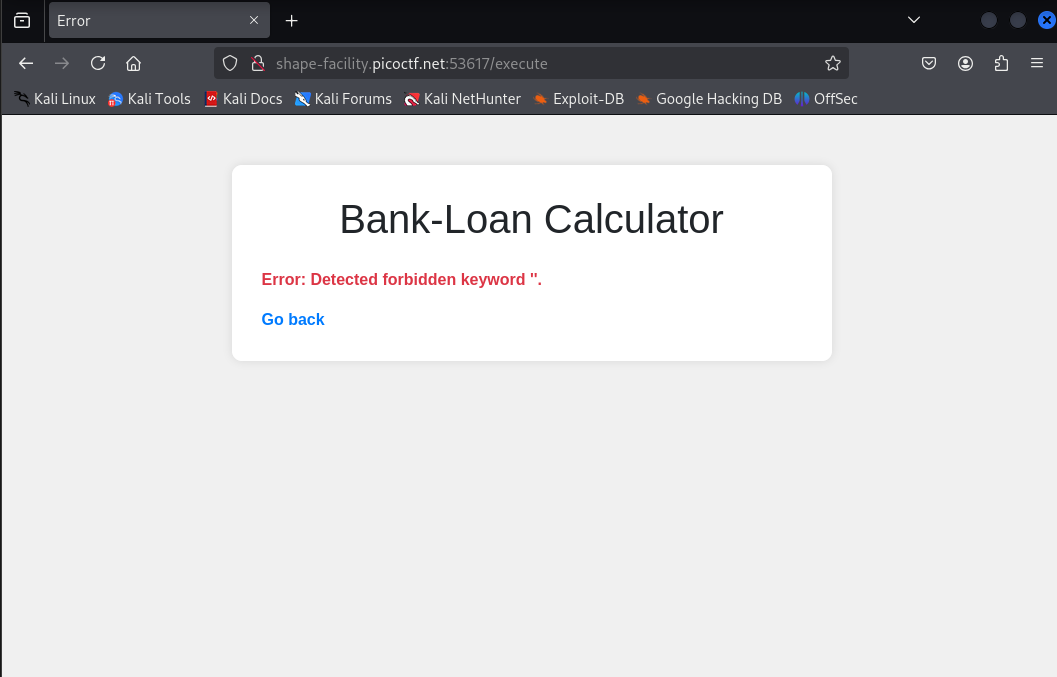 Error
shape-facility.picoctf.net:53617/execute
Kali Linux Kali Tools Kali Docs Kali Forums Kali NetHunter Exploit-DB Google Hacking DB OffSec
Bank-Loan Calculator
Error: Detected forbidden keyword ''.
Go back